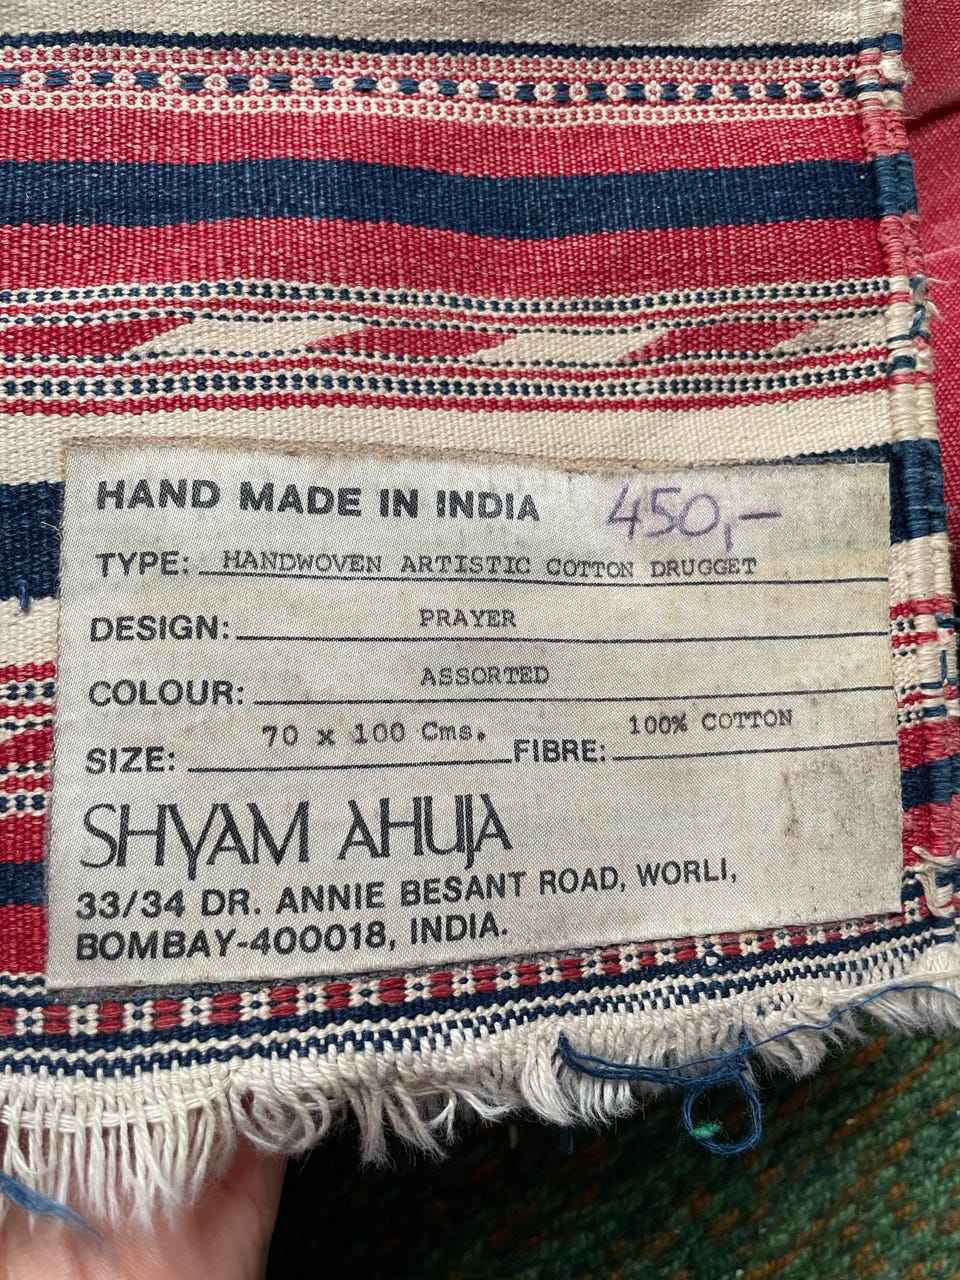 HAND MADE IN INDIA 450,-
TYPE: HANDWOVEN ARTISTIC COTTON DRUGGET
DESIGN: PRAYER
COLOUR: ASSORTED
SIZE: 70 x 100 Cms. FIBRE: 100% COTTON
SHYAM AHUJA
33/34 DR. ANNIE BESANT ROAD, WORLI,
BOMBAY-400018, INDIA.